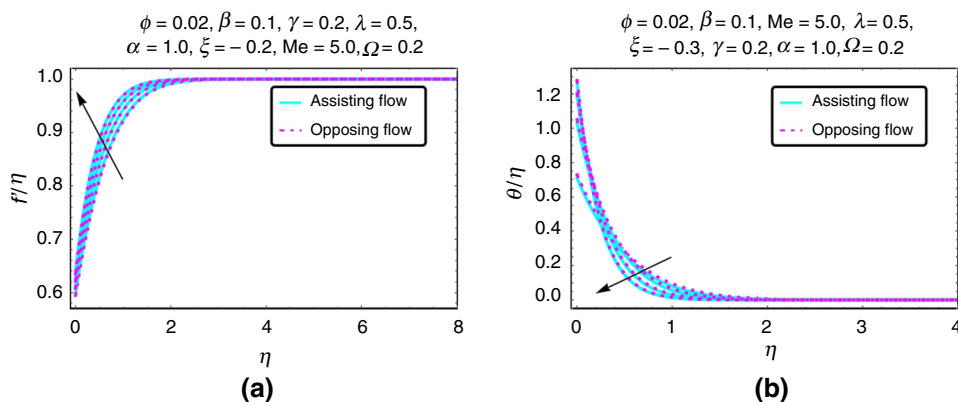 ϕ = 0.02, β = 0.1, γ = 0.2, λ = 0.5,
α = 1.0, ξ = – 0.2, Me = 5.0, Ω = 0.2
1.0
0.9
0.8
0.7
0.6
f'/η
Assisting flow
Opposing flow
0 2 4 6 8
η
(a)
ϕ = 0.02, β = 0.1, Me = 5.0, λ = 0.5,
ξ = – 0.3, γ = 0.2, α = 1.0, Ω = 0.2
1.2
1.0
0.8
0.6
0.4
0.2
0.0
θ/η
Assisting flow
Opposing flow
0 1 2 3 4
η
(b)